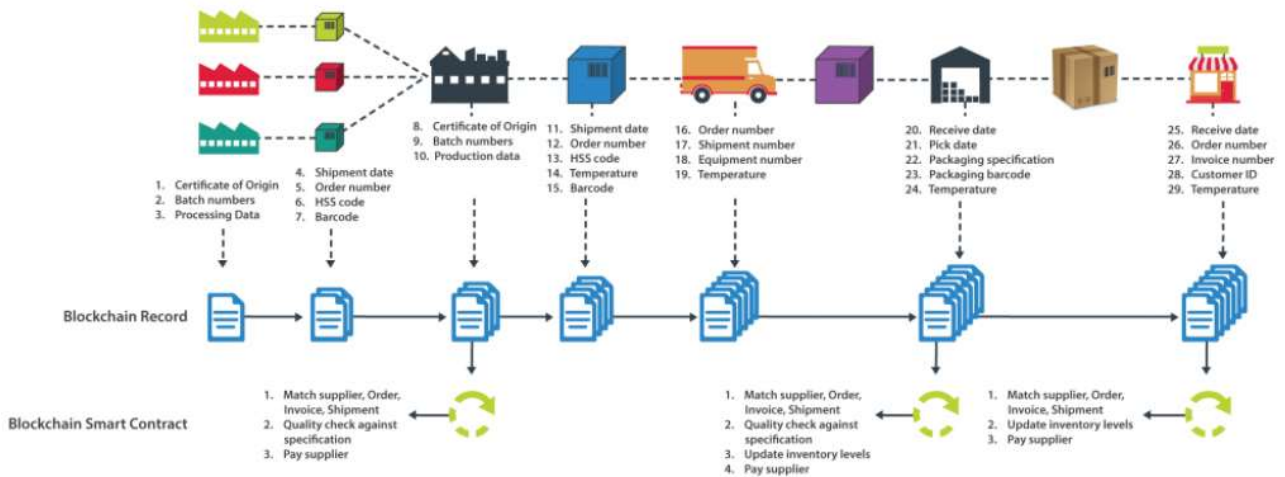 1. Certificate of Origin
2. Batch numbers
3. Processing Data
4. Shipment date
5. Order number
6. HSS code
7. Barcode
8. Certificate of Origin
9. Batch numbers
10. Production data
11. Shipment date
12. Order number
13. HSS code
14. Temperature
15. Barcode
16. Order number
17. Shipment number
18. Equipment number
19. Temperature
20. Receive date
21. Pick date
22. Packaging specification
23. Packaging barcode
24. Temperature
25. Receive date
26. Order number
27. Invoice number
28. Customer ID
29. Temperature
Blockchain Record
Blockchain Smart Contract
1. Match supplier, Order,
Invoice, Shipment
2. Quality check against
specification
3. Pay supplier
1. Match supplier, Order,
Invoice, Shipment
2. Quality check against
specification
3. Update inventory levels
4. Pay supplier
1. Match supplier, Order,
Invoice, Shipment
2. Update inventory levels
3. Pay supplier